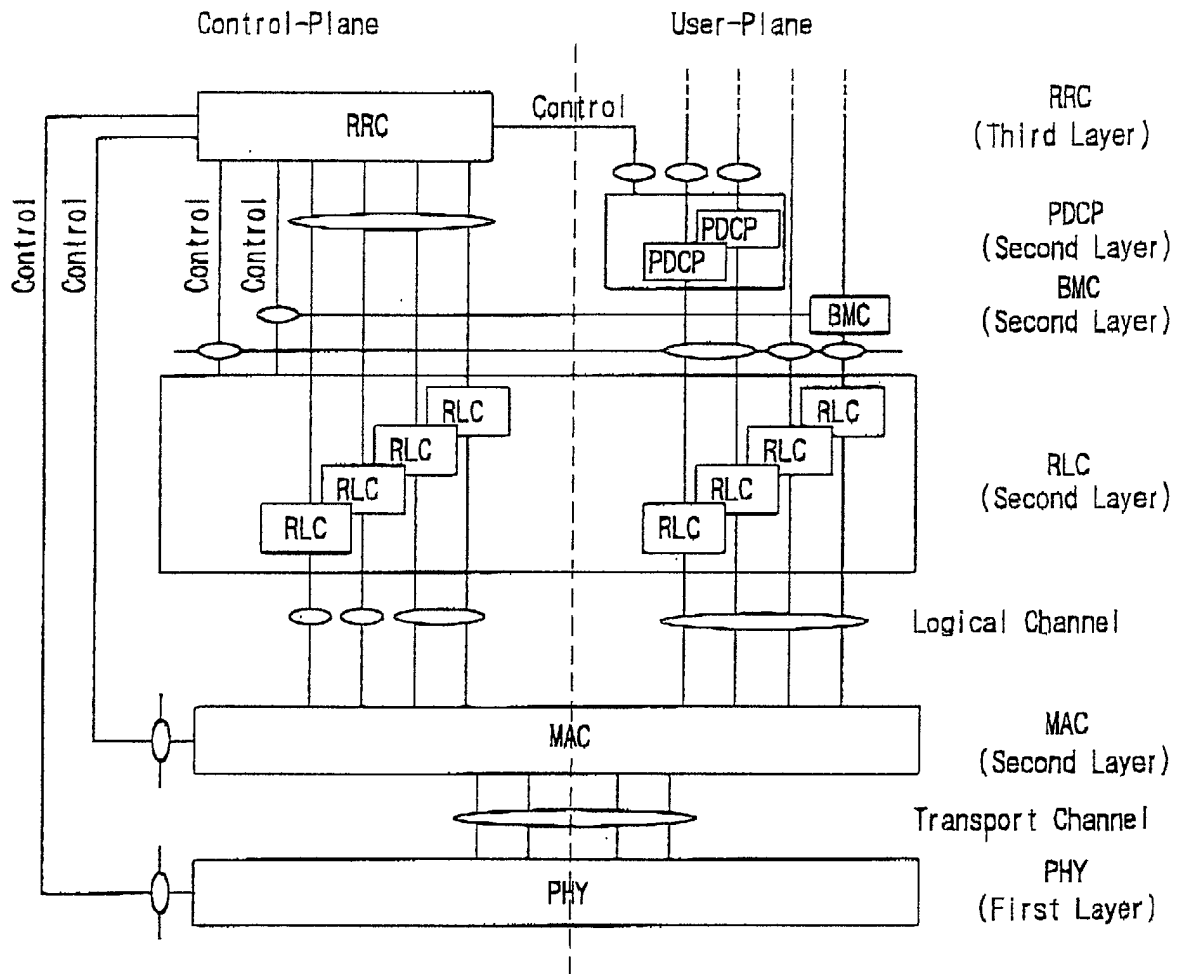 Control-Plane
User-Plane
RRC
Control
RRC
(Third Layer)
Control
Control
Control
Control
PDCP
PDCP
PDCP
(Second Layer)
BMC
BMC
(Second Layer)
RLC
RLC
RLC
RLC
RLC
RLC
RLC
RLC
RLC
(Second Layer)
Logical Channel
MAC
MAC
(Second Layer)
Transport Channel
PHY
PHY
(First Layer)